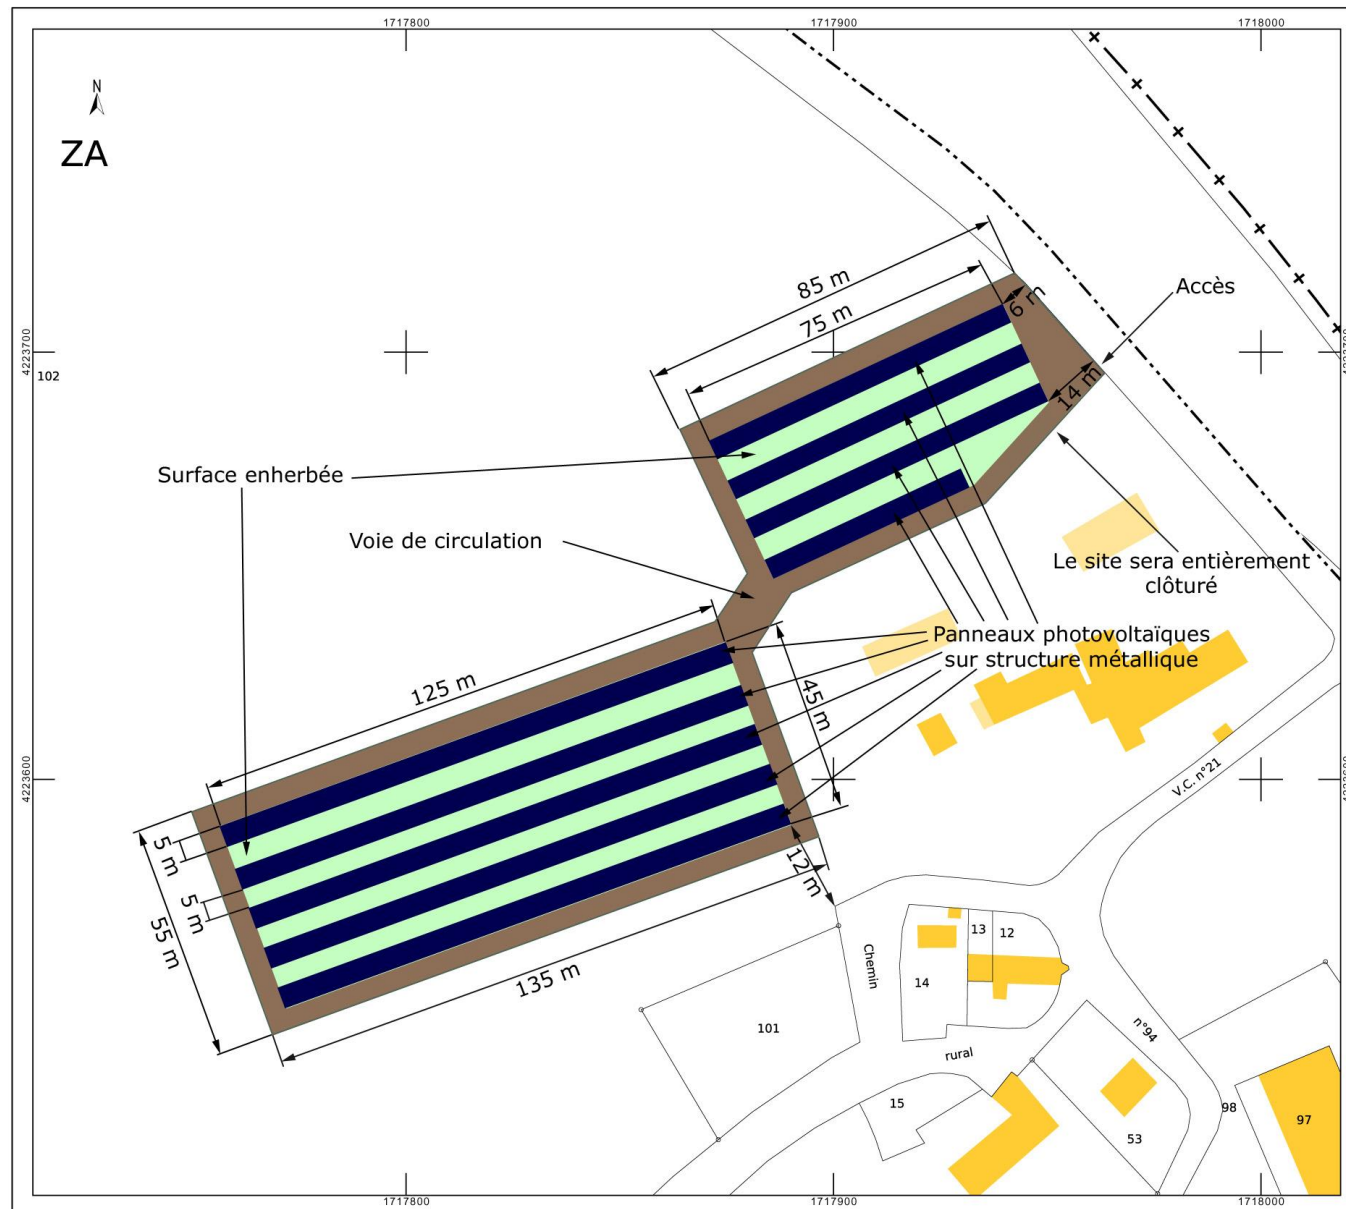 1717800
1717900
1718000
N
ZA
85 m
75 m
6 m
Accès
4223700
102
14 m
Surface enherbée
Voie de circulation
Le site sera entièrement
clôturé
Panneaux photovoltaïques
sur structure métallique
125 m
45 m
4223600
V.C. n°21
5 m
5 m
55 m
12 m
135 m
13
12
Chemin
14
101
n°94
rural
15
98
97
53
1717800
1717900
1718000